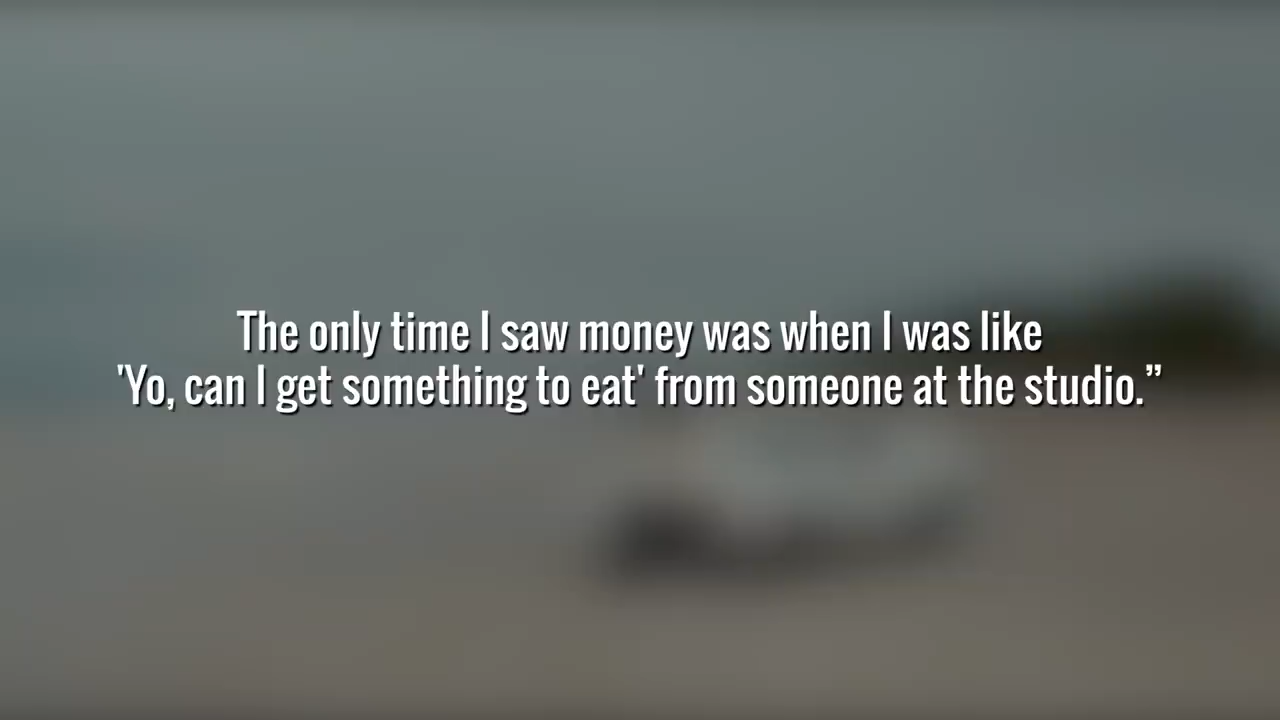 The only time I saw money was when I was like
'Yo, can I get something to eat' from someone at the studio.”